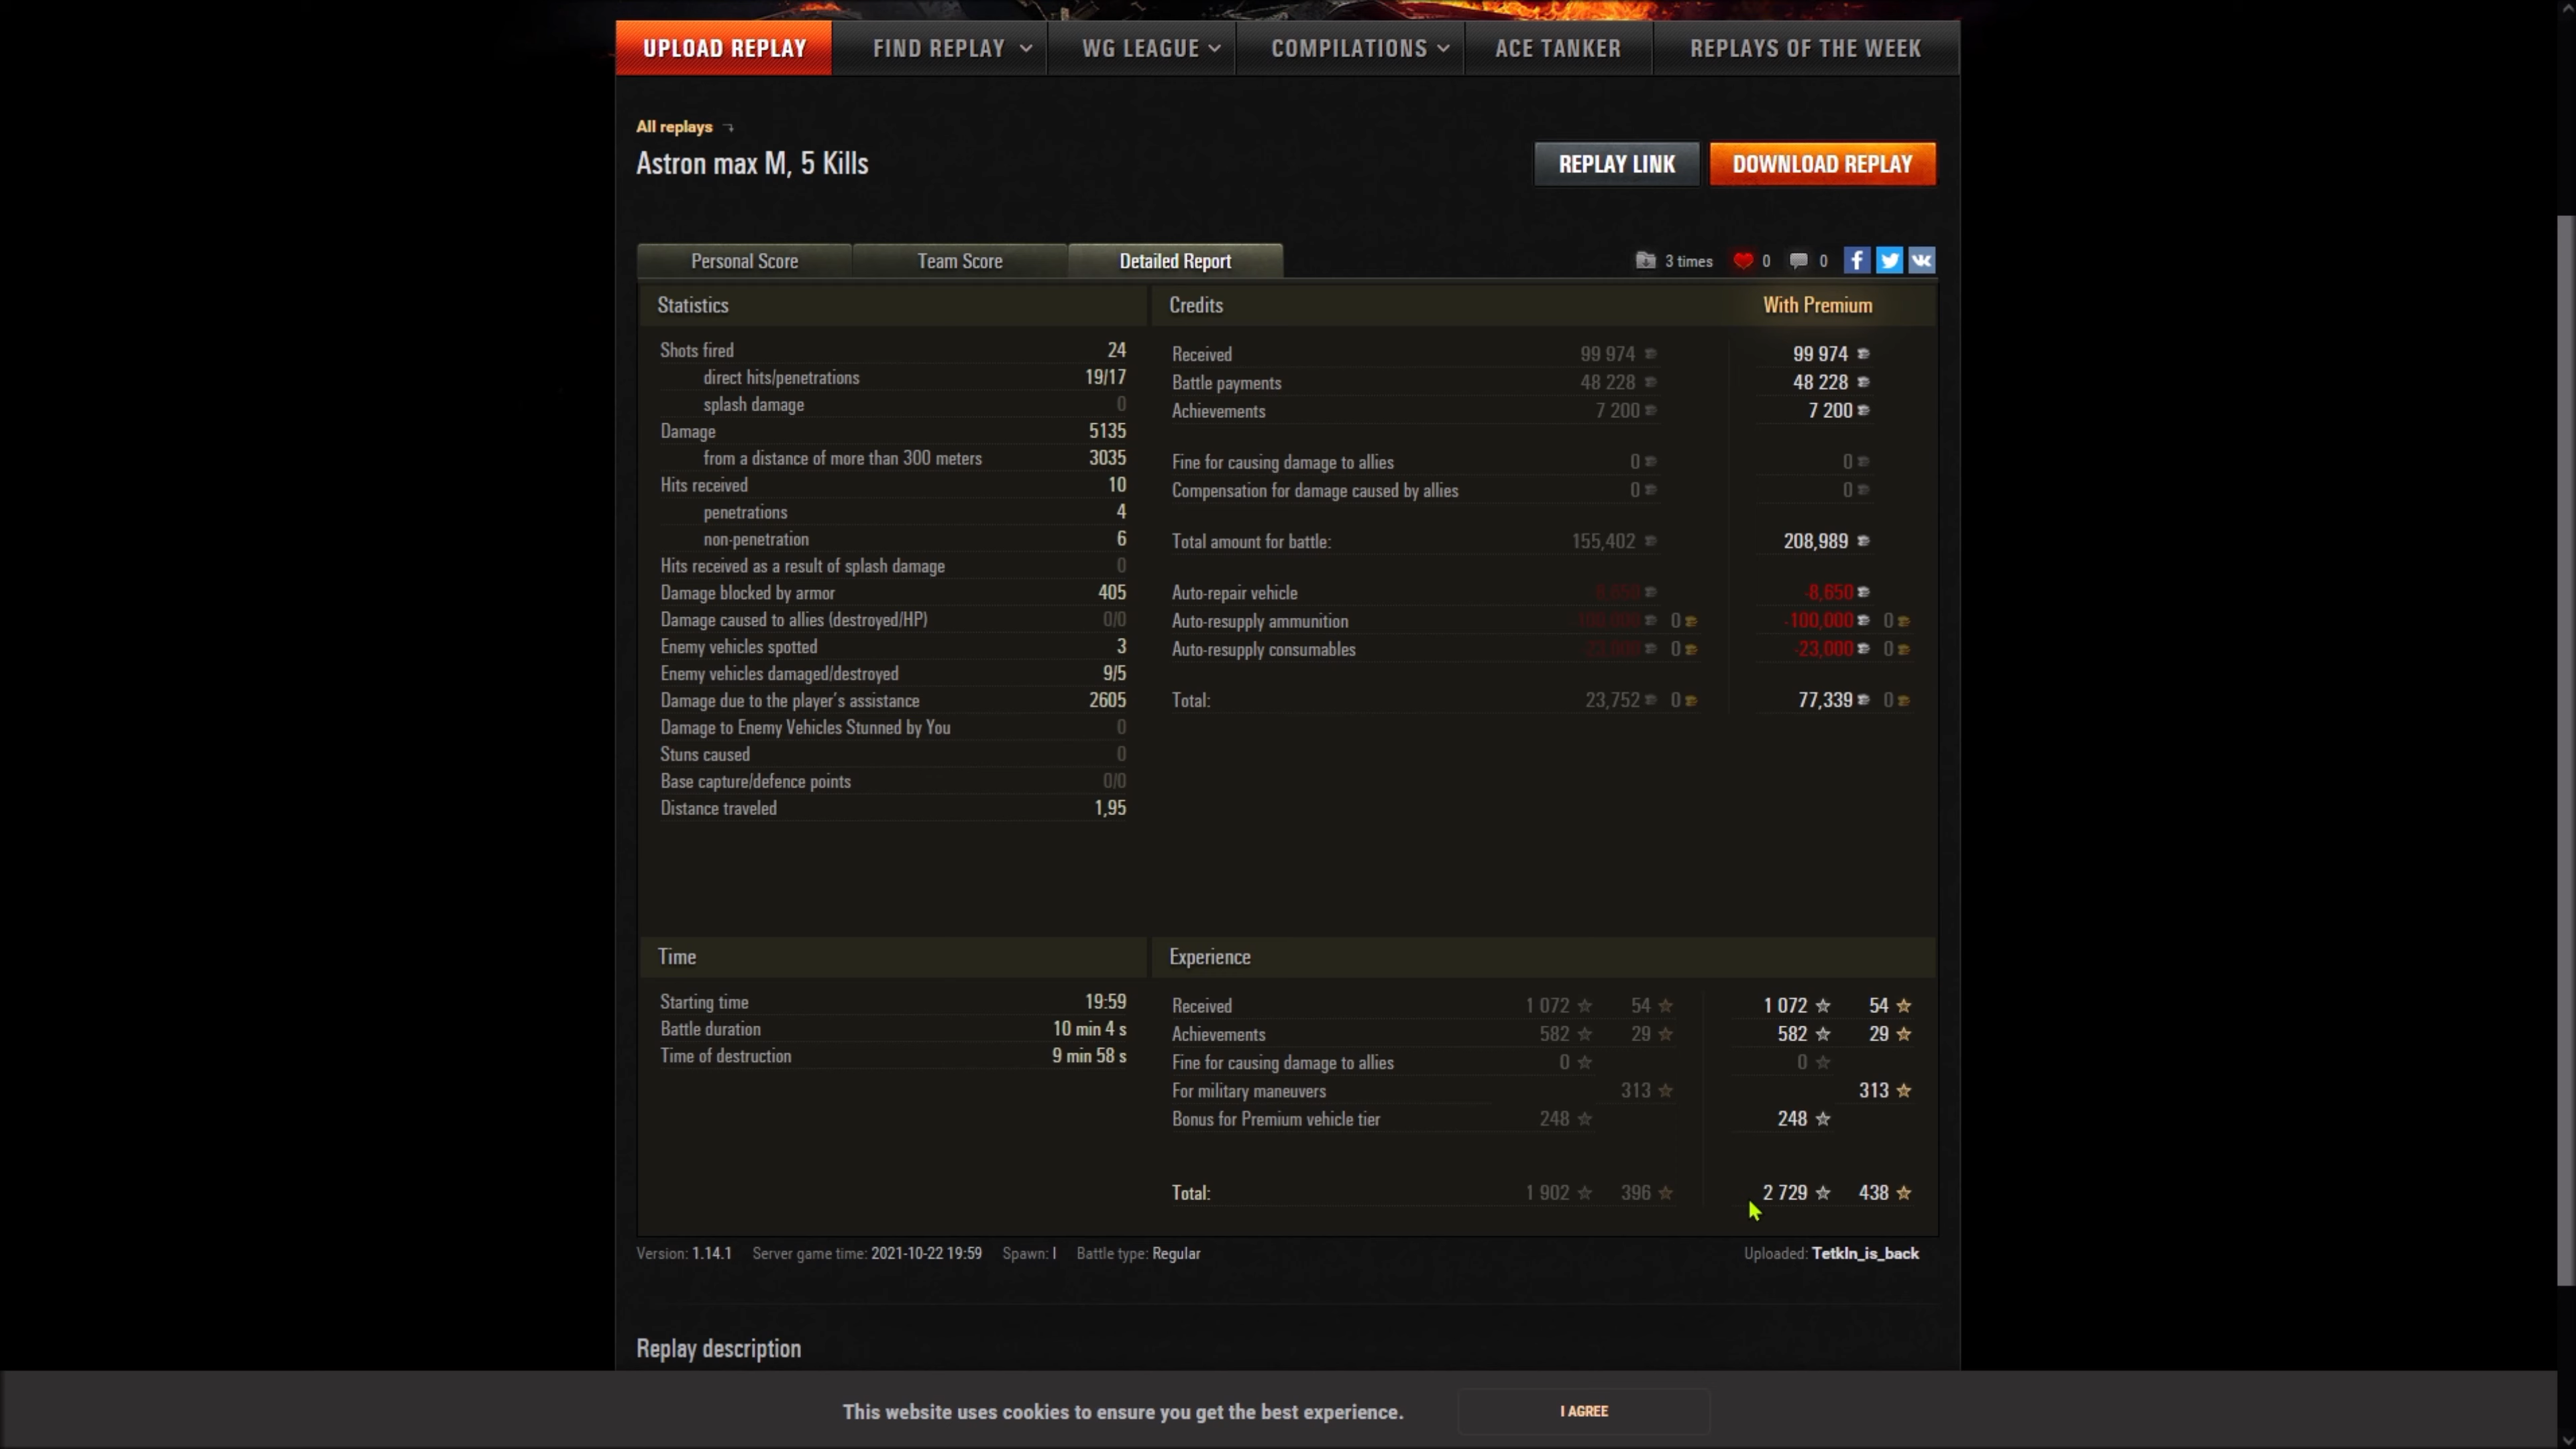 UPLOAD REPLAY FIND REPLAY WG LEAGUE COMPILATIONS ACE TANKER REPLAYS OF THE WEEK
All replays
Astron max M, 5 Kills REPLAY LINK DOWNLOAD REPLAY
Personal Score Team Score Detailed Report 3 times 0 0
Statistics
Shots fired 24
direct hits/penetrations 19/17
splash damage 0
Damage 5135
from a distance of more than 300 meters 3035
Hits received 10
penetrations 4
non-penetration 6
Hits received as a result of splash damage 0
Damage blocked by armor 405
Damage caused to allies (destroyed/HP) 0/0
Enemy vehicles spotted 3
Enemy vehicles damaged/destroyed 9/5
Damage due to the player's assistance 2605
Damage to Enemy Vehicles Stunned by You 0
Stuns caused 0
Base capture/defence points 0/0
Distance traveled 1,95
Credits With Premium
Received 99 974 99 974
Battle payments 48 228 48 228
Achievements 7 200 7 200
Fine for causing damage to allies 0 0
Compensation for damage caused by allies 0 0
Total amount for battle: 155,402 208,989
Auto-repair vehicle -8,650 -8,650
Auto-resupply ammunition -100,000 0 -100,000 0
Auto-resupply consumables -23,000 0 -23,000 0
Total: 23,752 0 77,339 0
Time
Starting time 19:59
Battle duration 10 min 4 s
Time of destruction 9 min 58 s
Experience
Received 1 072 54 1 072 54
Achievements 582 29 582 29
Fine for causing damage to allies 0 0
For military maneuvers 313 313
Bonus for Premium vehicle tier 248 248
Total: 1 902 396 2 729 438
Version: 1.14.1 Server game time: 2021-10-22 19:59 Spawn: I Battle type: Regular Uploaded: TetkIn_is_back
Replay description
This website uses cookies to ensure you get the best experience. I AGREE